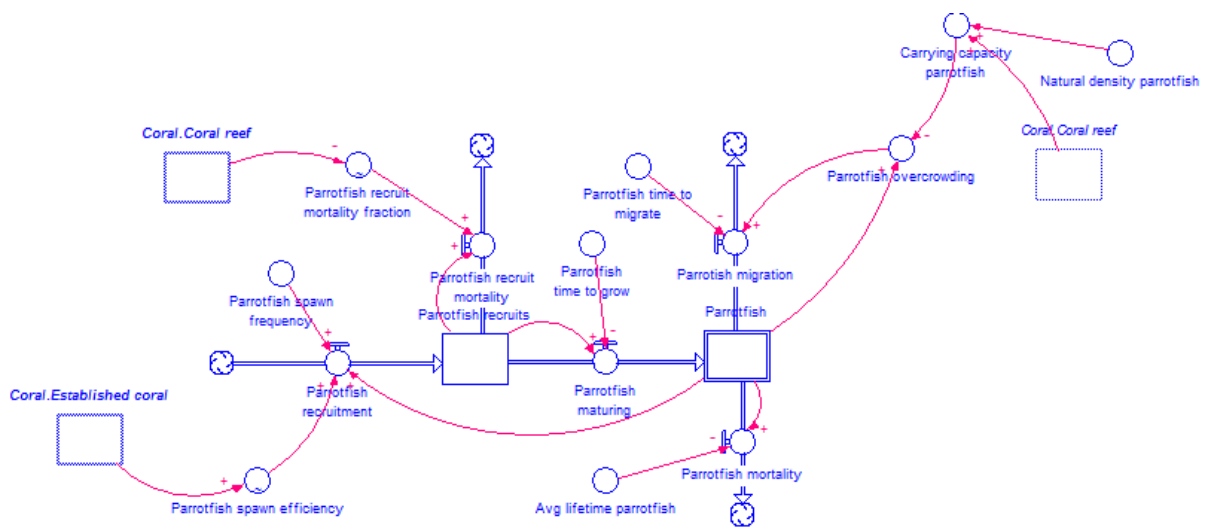 Carrying capacity
parrotfish
Natural density parrotfish
Coral.Coral reef
Coral.Coral reef
Parrotfish recruit
mortality fraction
Parrotfish time to
migrate
Parrotfish overcrowding
Parrotfish spawn
frequency
Parrotfish recruit
mortality
Parrotfish
time to grow
Parrotish migration
Parrotfish recruits
Parrotfish
Coral.Established coral
Parrotfish
recruitment
Parrotfish
maturing
Parrotfish spawn efficiency
Avg lifetime parrotfish
Parrotfish mortality